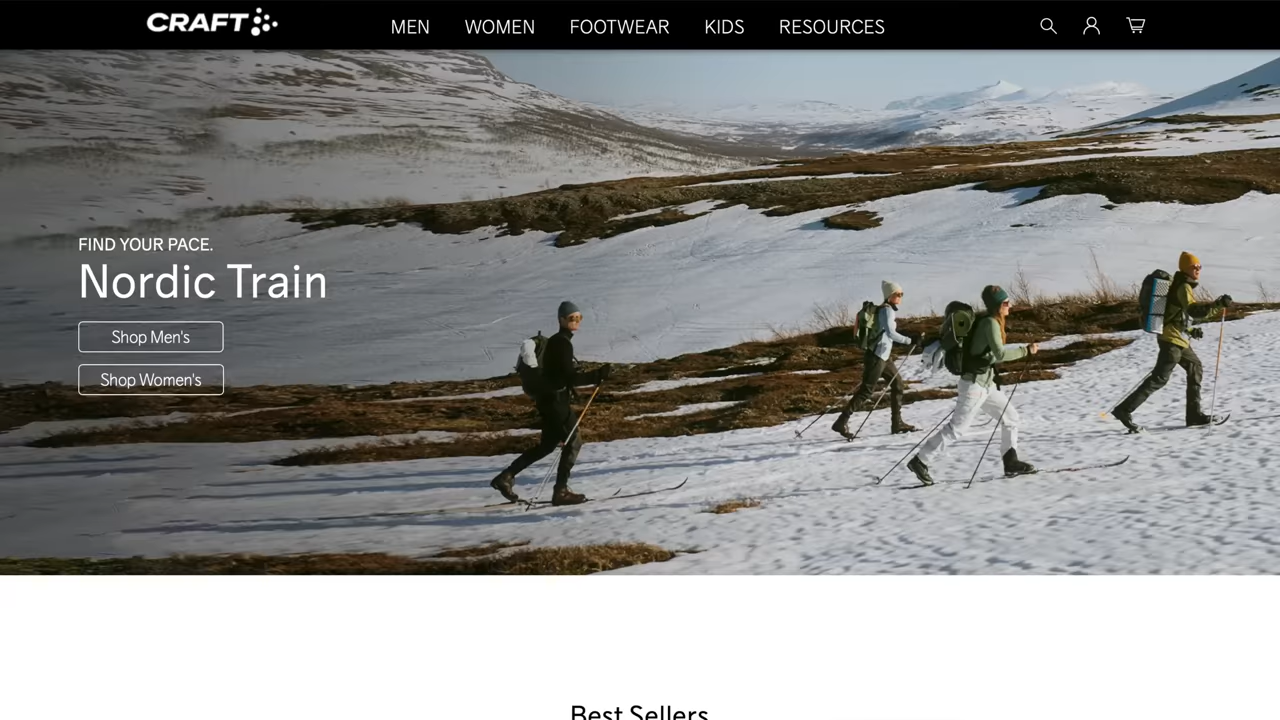 CRAFT
MEN WOMEN FOOTWEAR KIDS RESOURCES
FIND YOUR PACE.
Nordic Train
Shop Men's
Shop Women's
Best Sellers